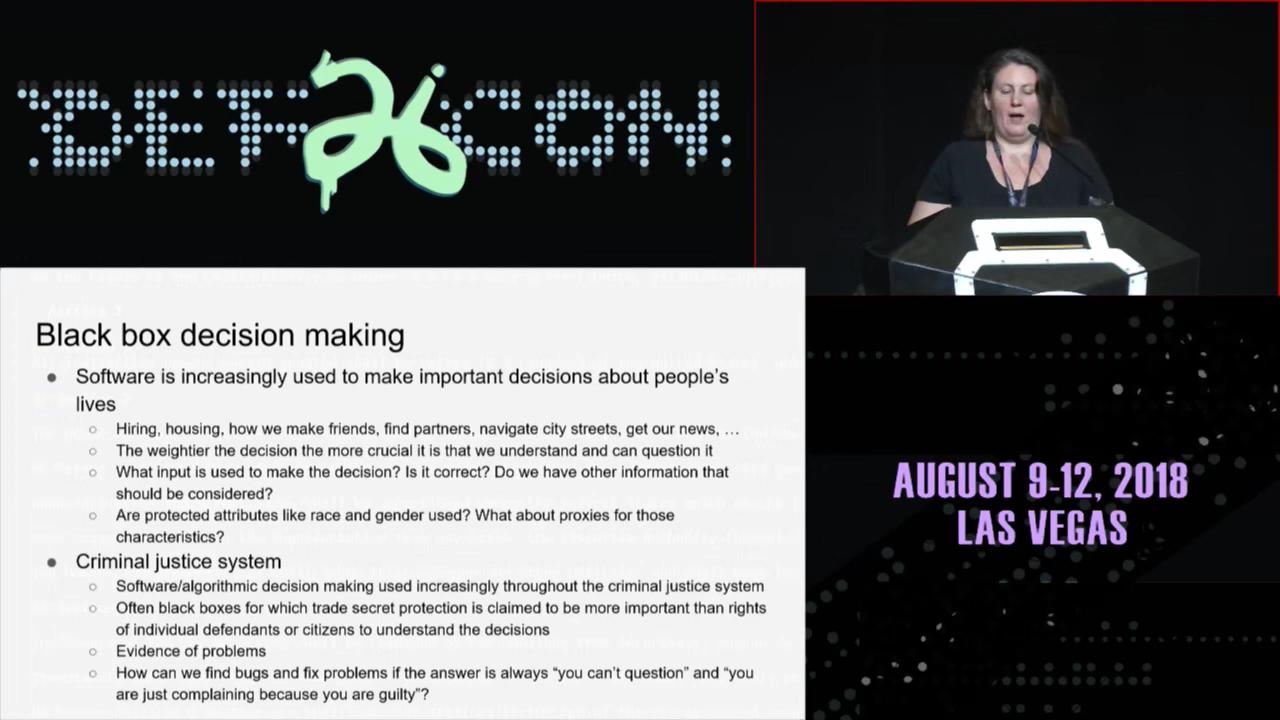 DEF 26 CON
Black box decision making
● Software is increasingly used to make important decisions about people's
lives
○ Hiring, housing, how we make friends, find partners, navigate city streets, get our news, …
○ The weightier the decision the more crucial it is that we understand and can question it
○ What input is used to make the decision? Is it correct? Do we have other information that
should be considered?
○ Are protected attributes like race and gender used? What about proxies for those
characteristics?
● Criminal justice system
○ Software/algorithmic decision making used increasingly throughout the criminal justice system
○ Often black boxes for which trade secret protection is claimed to be more important than rights
of individual defendants or citizens to understand the decisions
○ Evidence of problems
○ How can we find bugs and fix problems if the answer is always “you can't question” and “you
are just complaining because you are guilty”?
AUGUST 9-12, 2018
LAS VEGAS